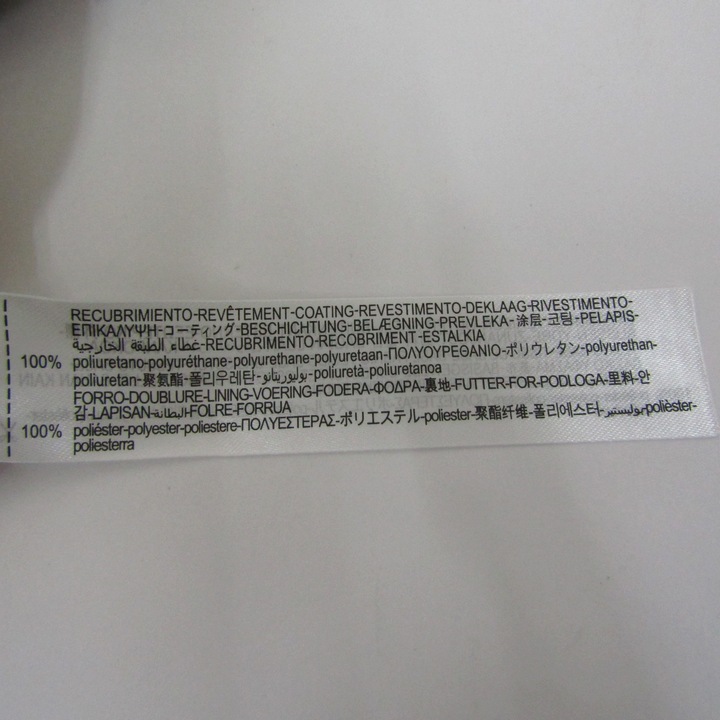 RECUBRIMIENTO-REVÊTEMENT-COATING-REVESTIMENTO-DEKLAAG-RIVESTIMENTO-
ΕΠΙΚΑΛΥΨΗ-コーティング-BESCHICHTUNG-BELÆGNING-PREVLEKA-涂层-코팅-PELAPIS-
غطاء الطبقة الخارجية-RECUBRIMENTO-RECOBRIMENT-ESTALKIA
100% poliuretano-polyuréthane-polyurethane-polyuretaan-ΠΟΛΥΟΥΡΕΘΑΝΙΟ-ポリウレタン-polyurethan-
poliuretan-聚氨酯-폴리우레탄-بوليوريتانو-poliuretà-poliuretanoa
FORRO-DOUBLURE-LINING-VOERING-FODERA-ΦΟΔΡΑ-裏地-FUTTER-FOR-PODLOGA-里料-안
감-LAPISAN-البطانة-FOLRE-FORRUA
100% poliéster-polyester-poliestere-ΠΟΛΥΕΣΤΕΡΑΣ-ポリエステル-poliester-聚酯纤维-폴리에스터-بوليستير-polièster-
poliesterra